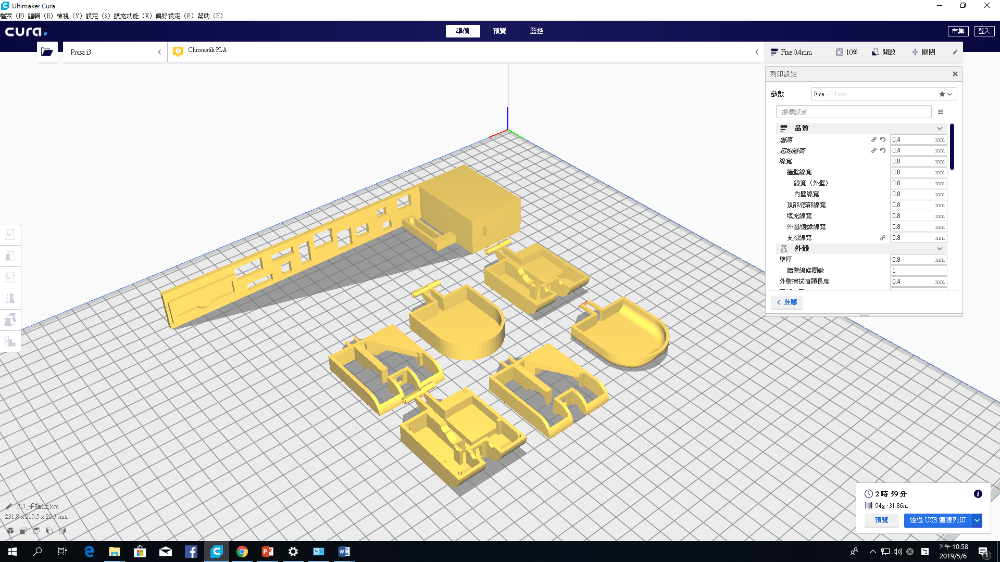 Ultimaker Cura
檔案 (F) 編輯 (E) 檢視 (V) 設定 (S) 擴充功能 (X) 偏好設定 (R) 幫助 (H)
cura.
準備 預覽 監控
市集 登入
Prusa i3
Chromatik PLA
Fine 0.4mm 10% 開啟 關閉
列印設定
參數 Fine - 0.1mm
搜尋設定
品質
層高 0.4 mm
起始層高 0.4 mm
線寬 0.8 mm
牆壁線寬 0.8 mm
線寬（外壁） 0.8 mm
內壁線寬 0.8 mm
頂部/底部線寬 0.8 mm
填充線寬 0.8 mm
外圍/邊緣線寬 0.8 mm
支撐線寬 0.8 mm
外殼
壁厚 0.8 mm
牆壁線條圈數 1
外壁擦拭噴頭長度 0.4 mm
推薦
2 時 59 分
94g · 31.86m
預覽 透過 USB 連線列印
PI3_手指(上)cm
231.8 x 219.5 x 26.3 mm
下午 10:58
2019/5/6
1